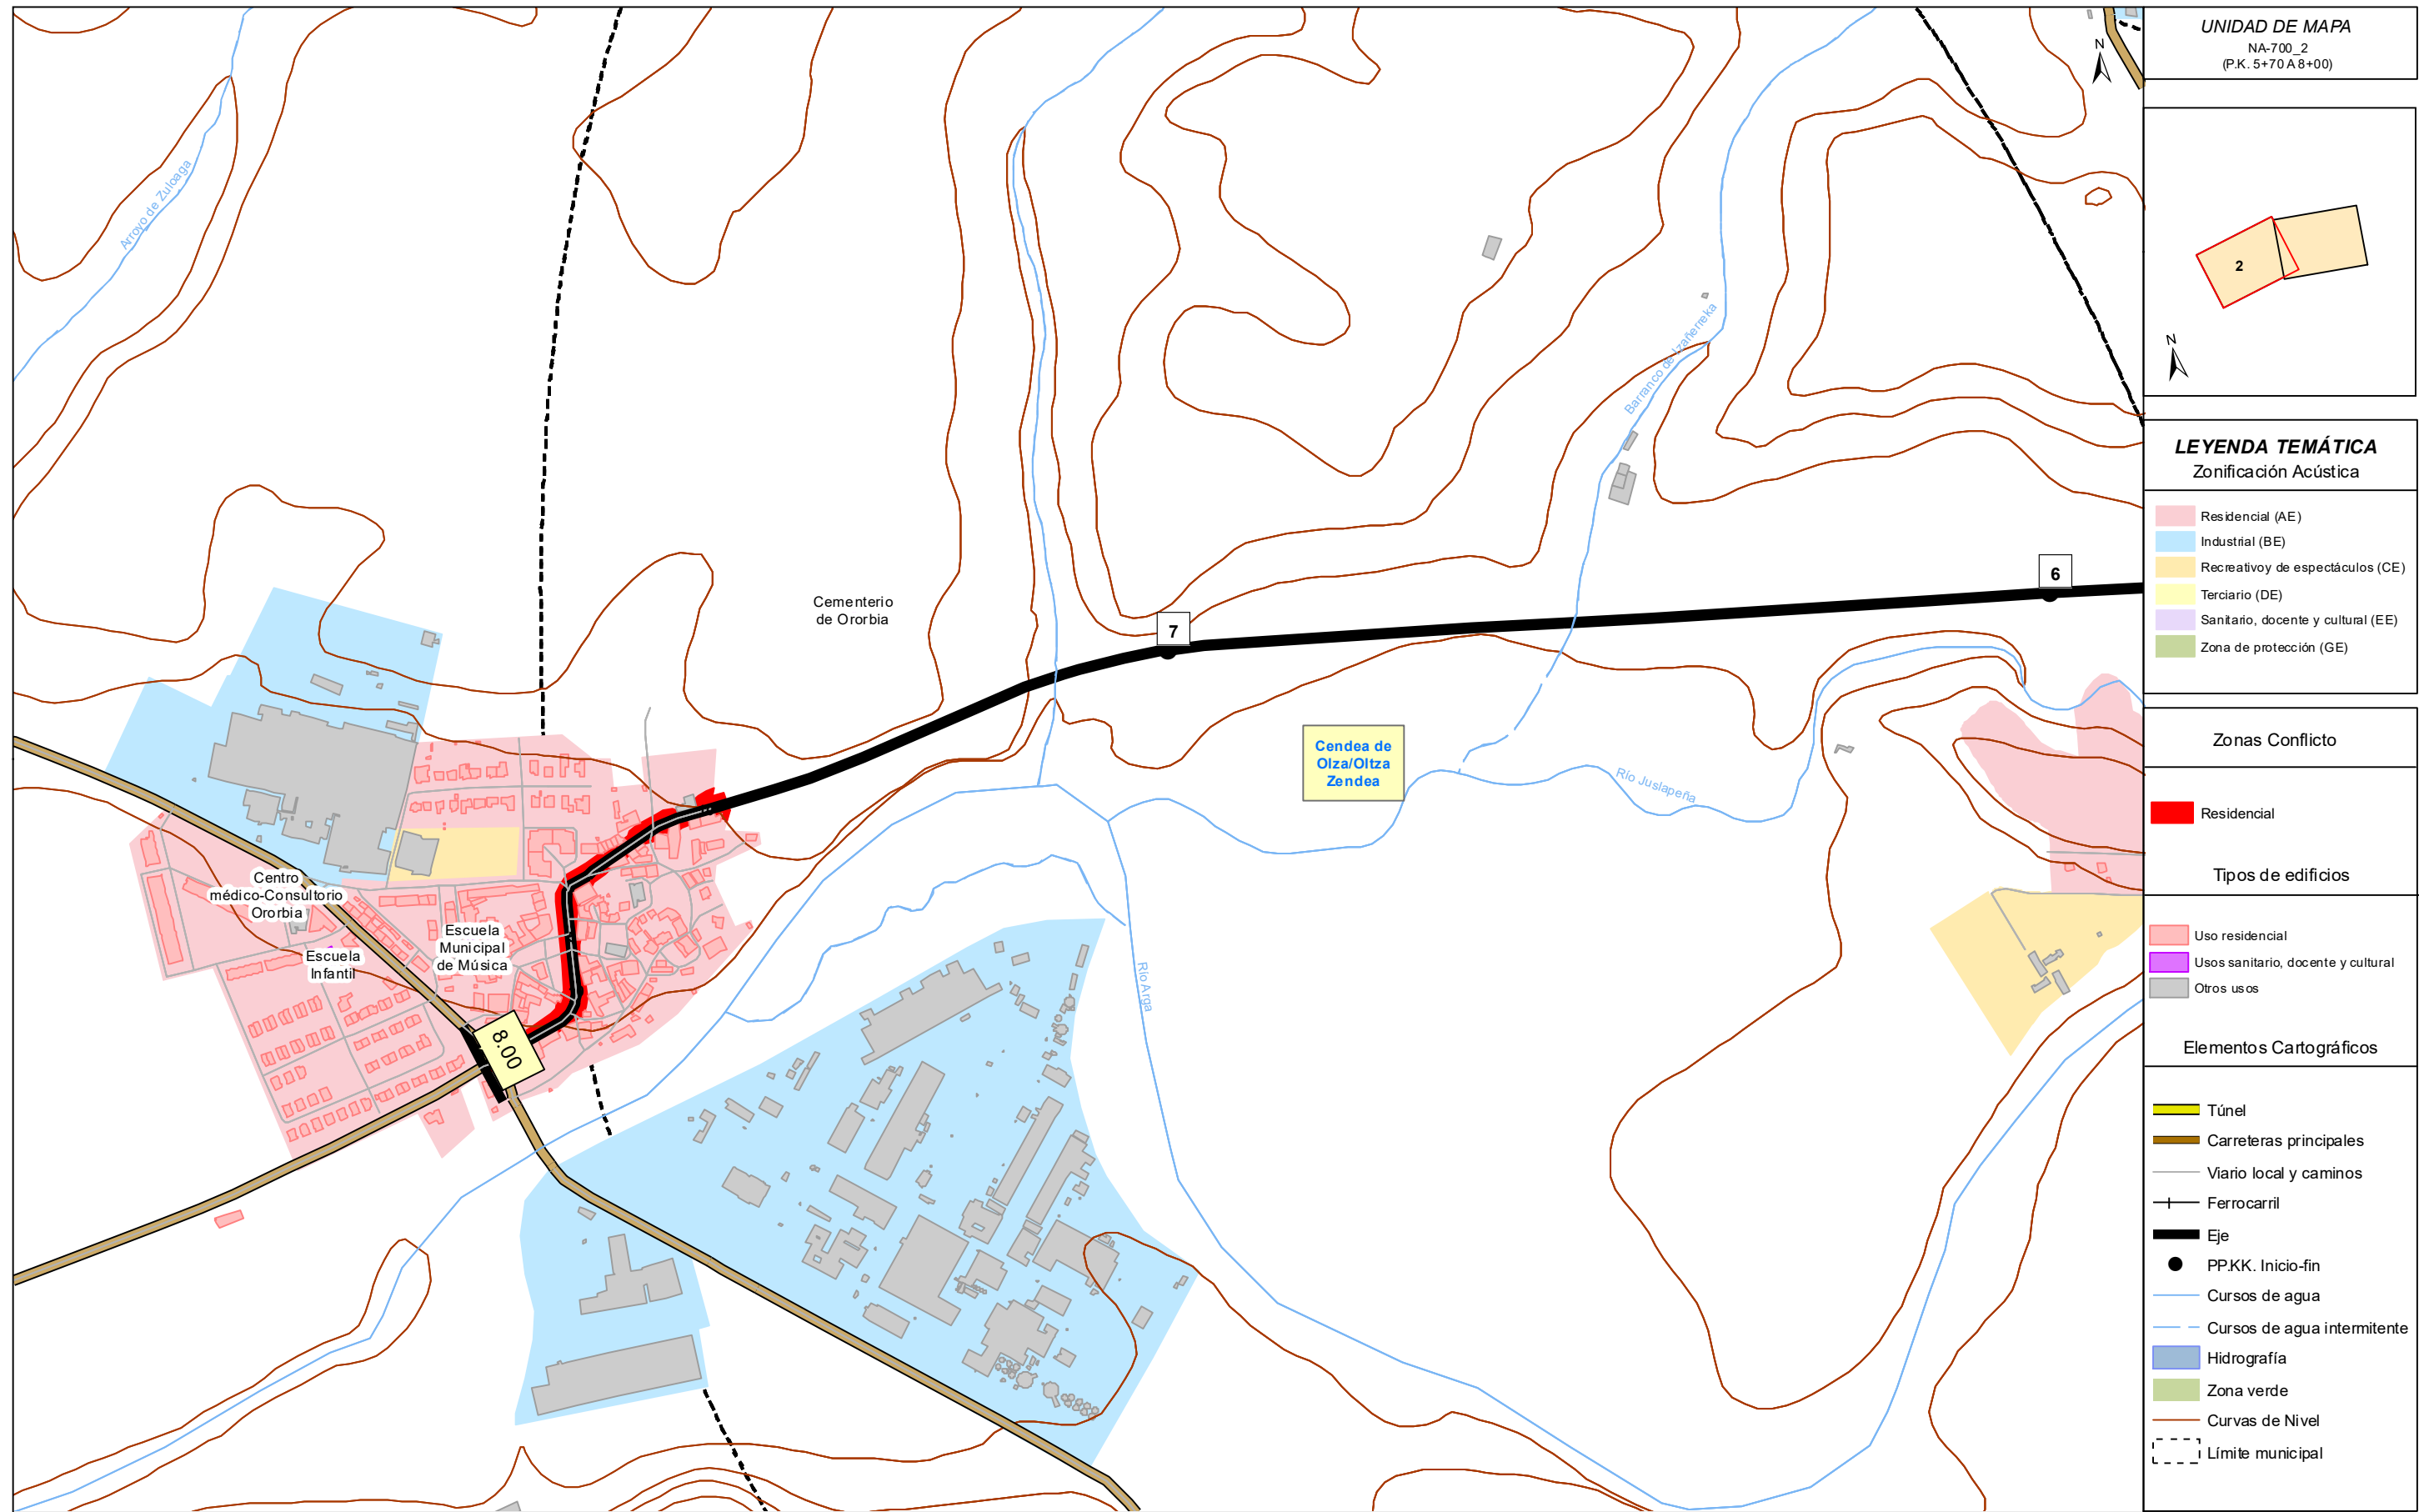 UNIDAD DE MAPA
NA-700_2
(P.K. 5+70 A 8+00)
N
2
N
LEYENDA TEMÁTICA
Zonificación Acústica
Residencial (AE)
Industrial (BE)
Recreativoy de espectáculos (CE)
Terciario (DE)
Sanitario, docente y cultural (EE)
Zona de protección (GE)
Zonas Conflicto
Residencial
Tipos de edificios
Uso residencial
Usos sanitario, docente y cultural
Otros usos
Elementos Cartográficos
Túnel
Carreteras principales
Viario local y caminos
Ferrocarril
Eje
PP.KK. Inicio-fin
Cursos de agua
Cursos de agua intermitente
Hidrografía
Zona verde
Curvas de Nivel
Límite municipal
Arroyo de Zuloaga
Barranco de Izañerreka
Cementerio
de Ororbia
7
6
Cendea de
Olza/Oltza
Zendea
Río Juslapeña
Centro
médico-Consultorio
Ororbia
Escuela
Infantil
Escuela
Municipal
de Música
Río Arga
8.00